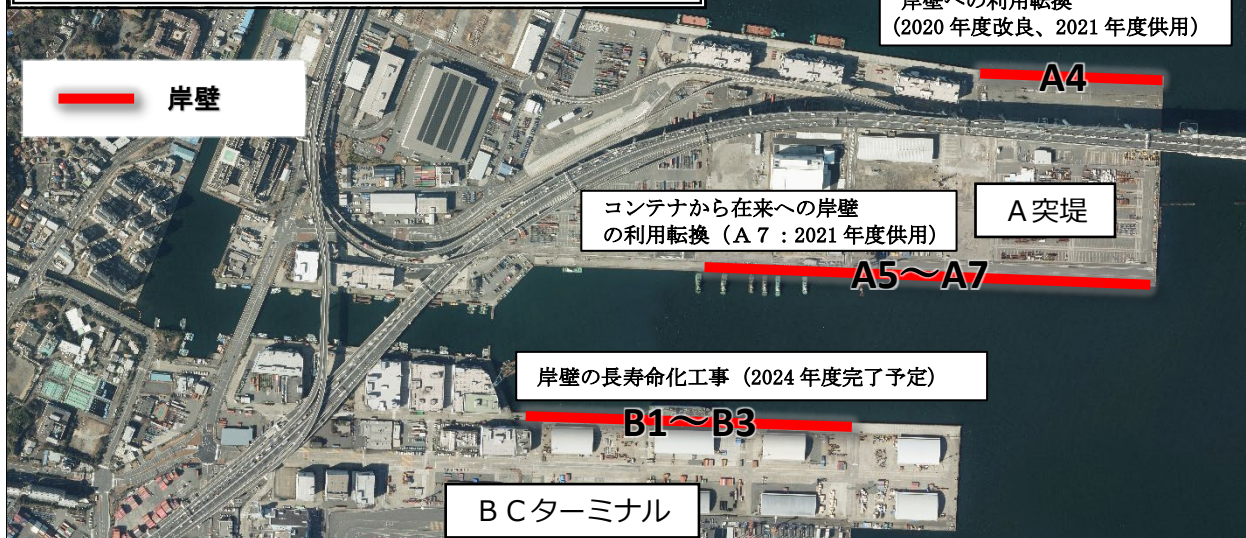 岸壁への利用転換
(2020 年度改良、2021 年度供用)
岸壁
A4
A突堤
コンテナから在来への岸壁
の利用転換（Ａ７：2021 年度供用）
A5～A7
岸壁の長寿命化工事（2024 年度完了予定）
B1～B3
ＢＣターミナル